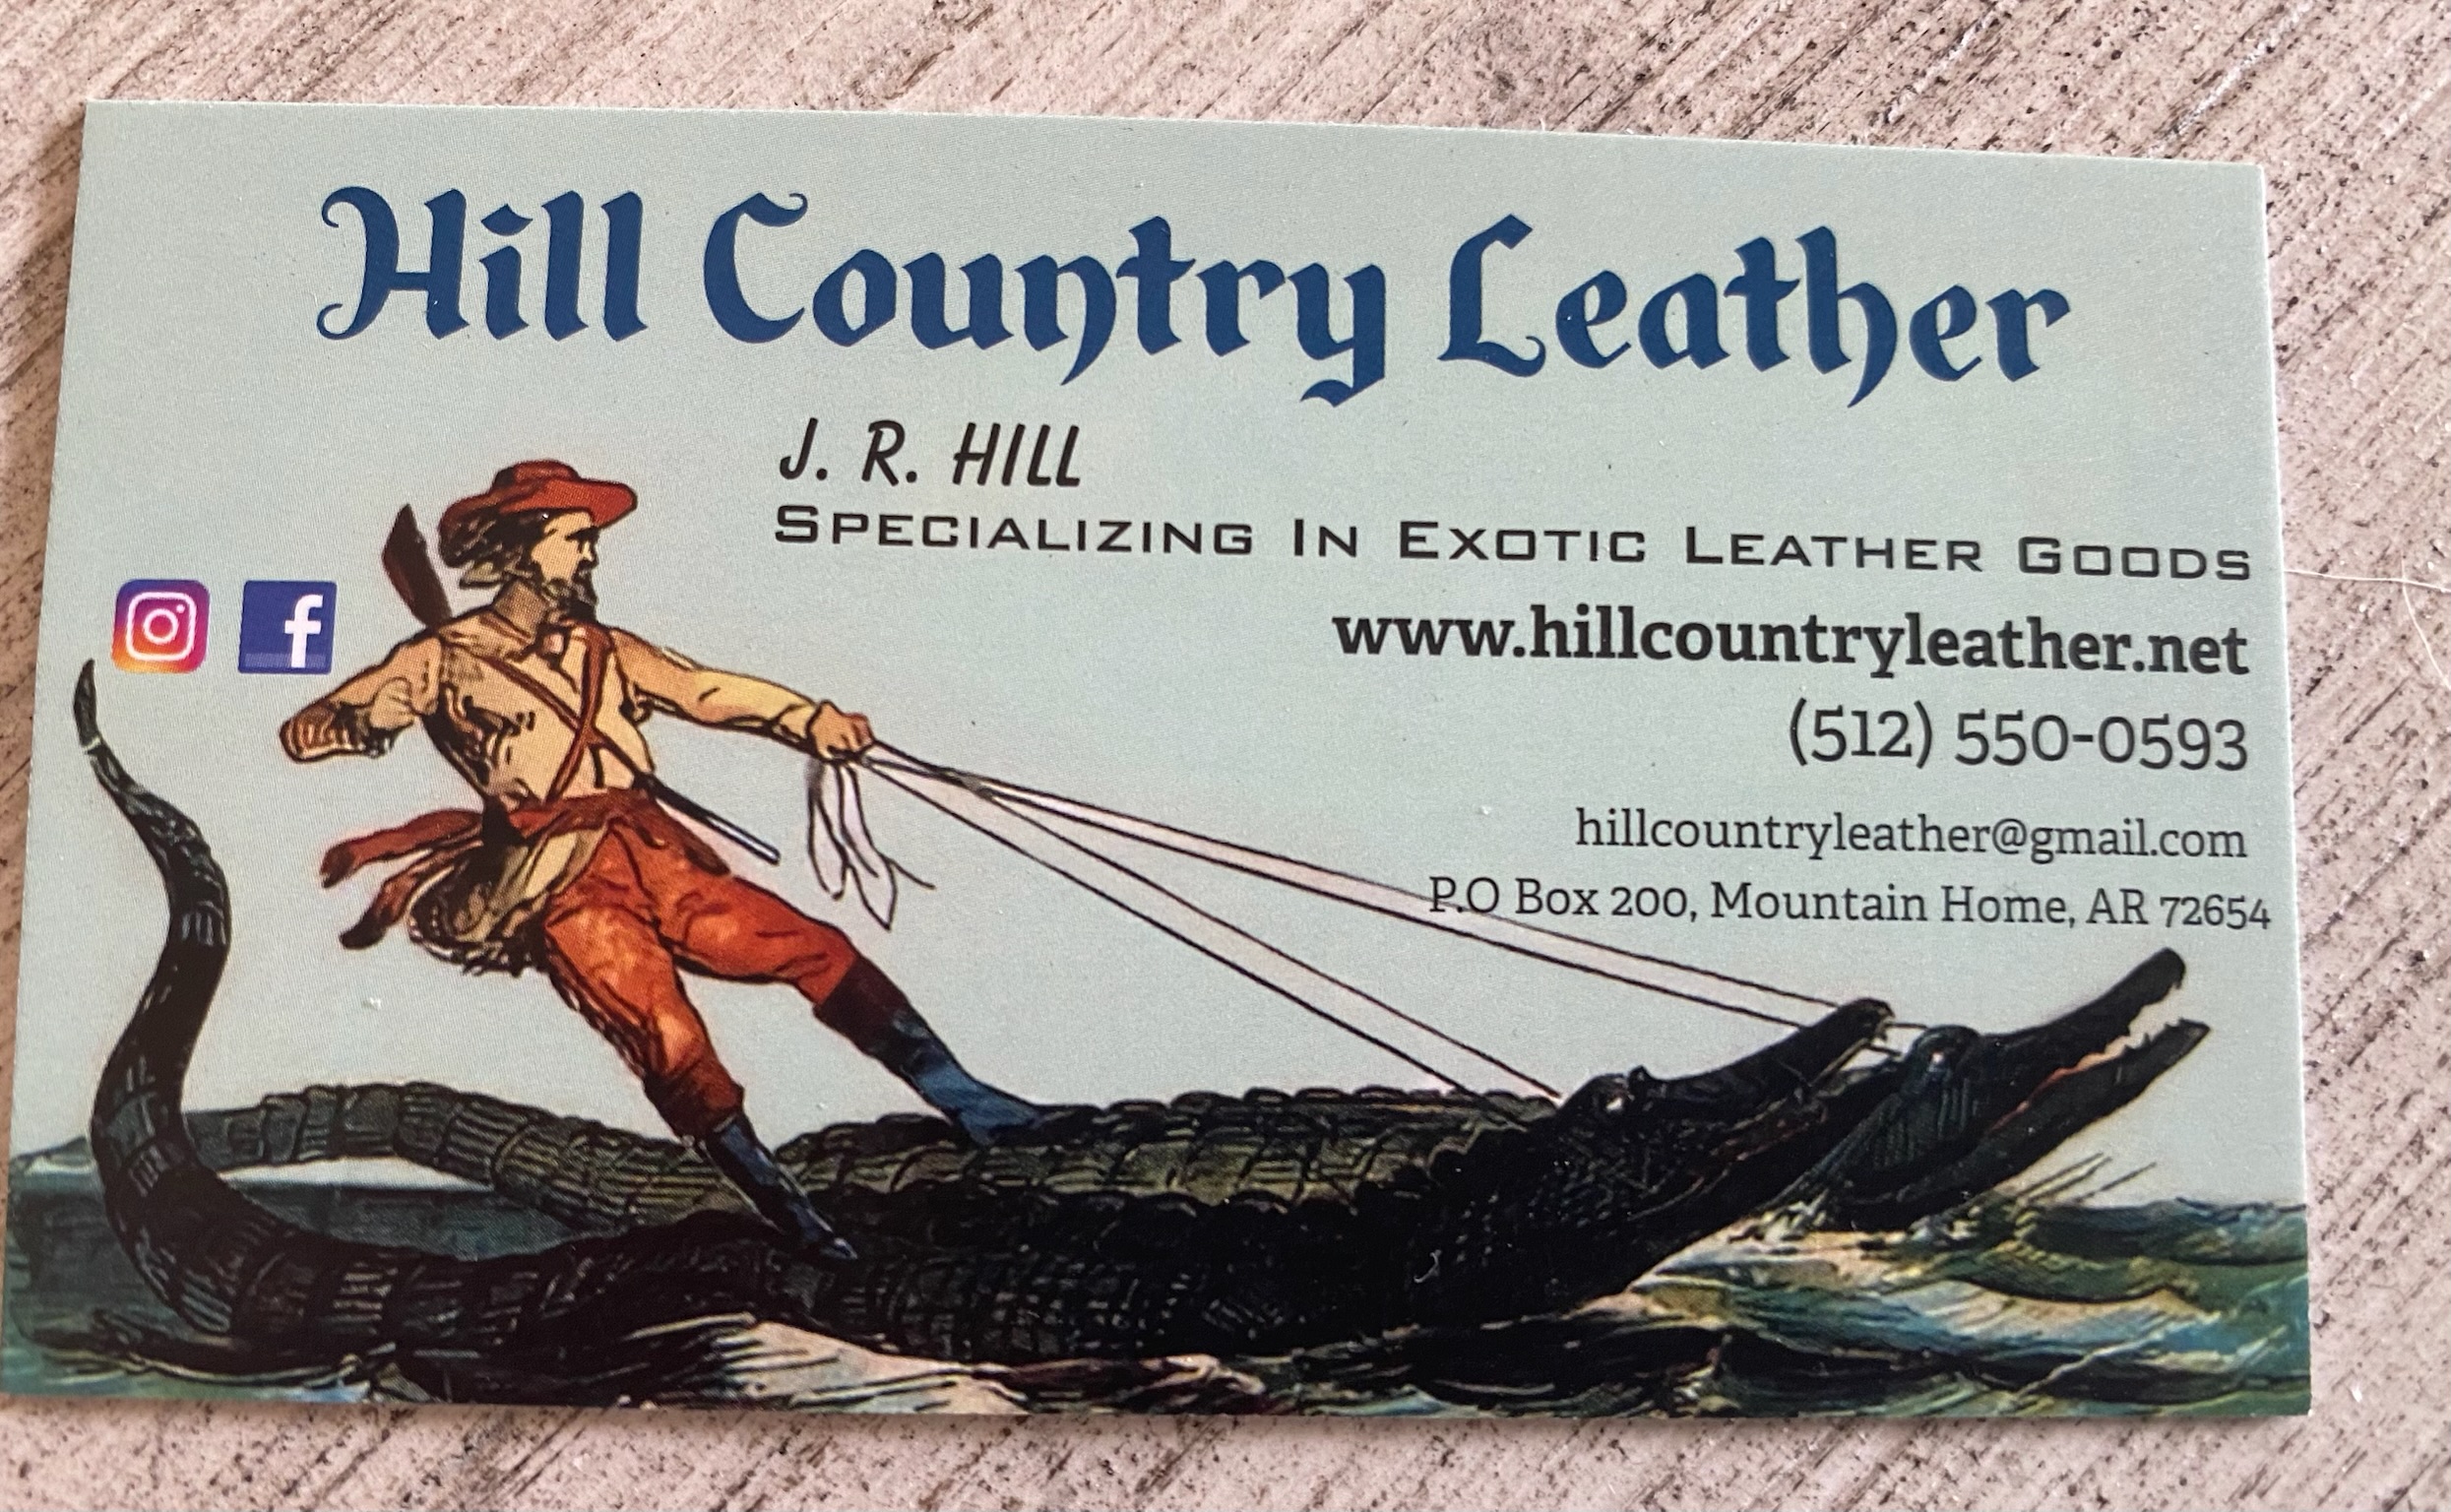 Hill Country Leather
J. R. HILL
SPECIALIZING IN EXOTIC LEATHER GOODS
f
www.hillcountryleather.net
(512) 550-0593
hillcountryleather@gmail.com
P.O Box 200, Mountain Home, AR 72654